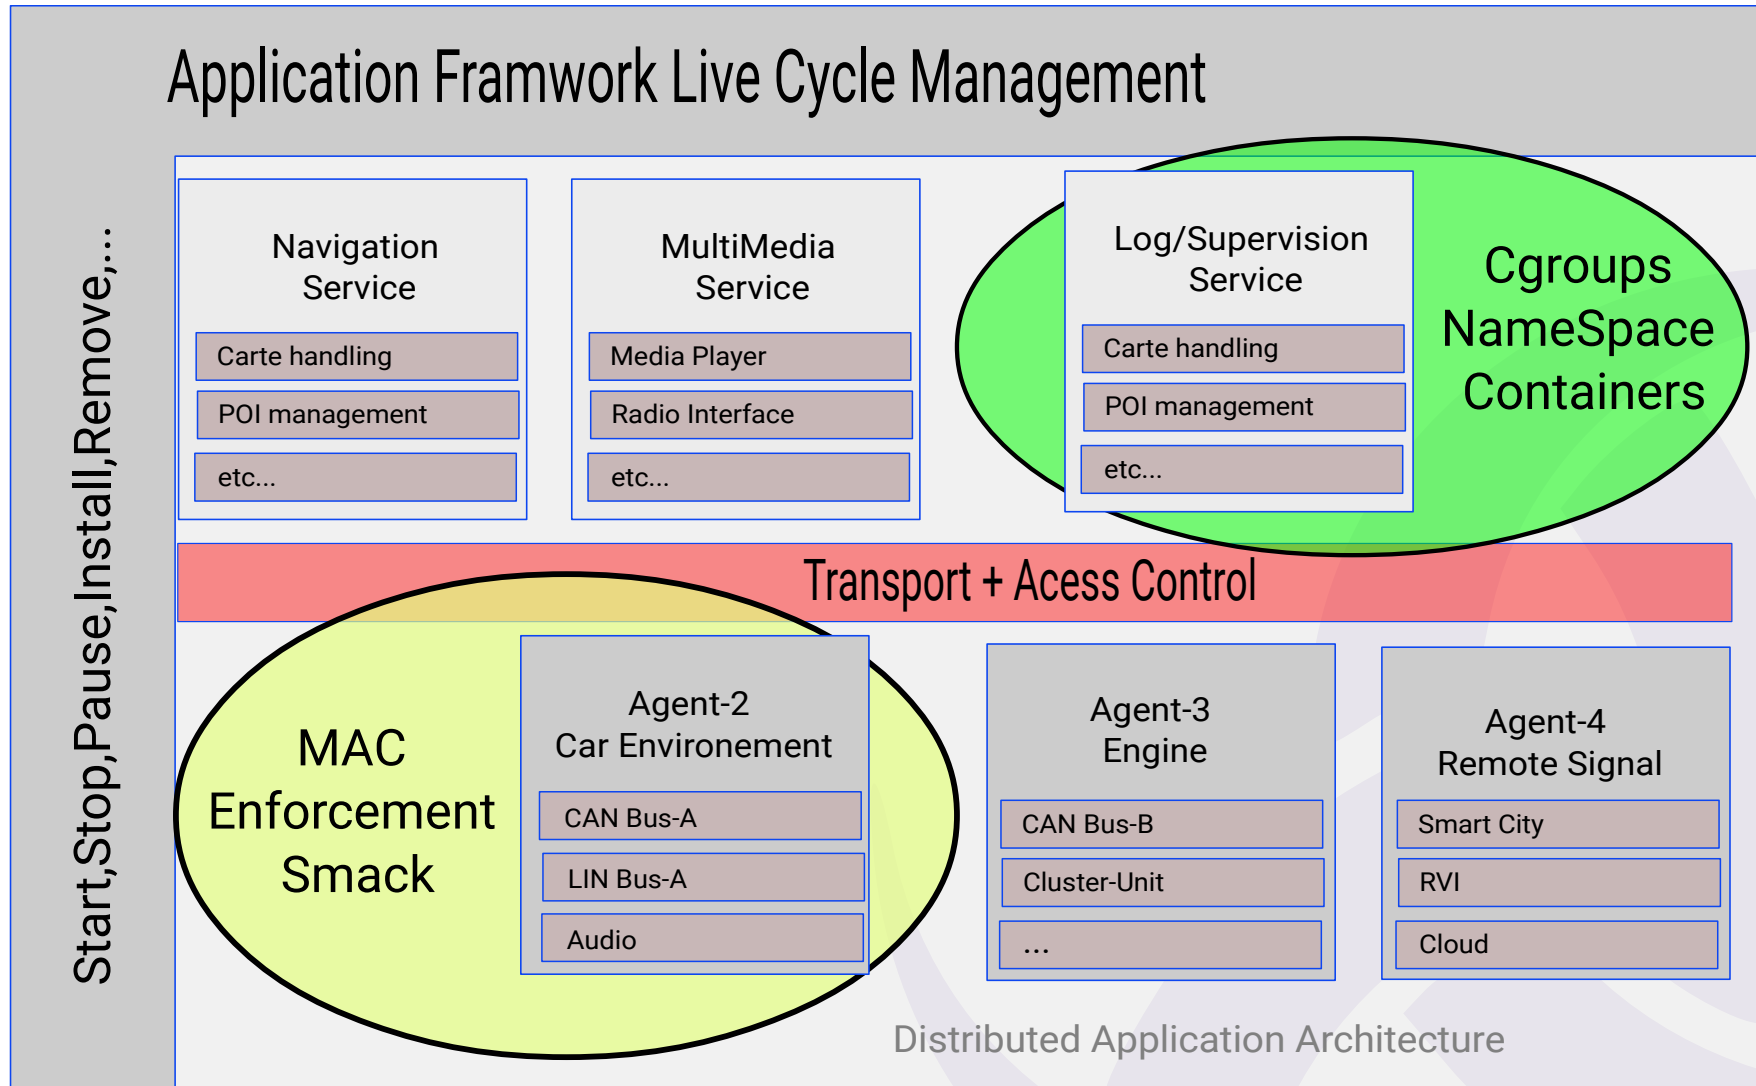 Application Framwork Live Cycle Management
Start,Stop,Pause,Install,Remove,...
Navigation
Service
Carte handling
POI management
etc...
MultiMedia
Service
Media Player
Radio Interface
etc...
Log/Supervision
Service
Carte handling
POI management
etc...
Cgroups
NameSpace
Containers
Transport + Acess Control
MAC
Enforcement
Smack
Agent-2
Car Environement
CAN Bus-A
LIN Bus-A
Audio
Agent-3
Engine
CAN Bus-B
Cluster-Unit
...
Agent-4
Remote Signal
Smart City
RVI
Cloud
Distributed Application Architecture